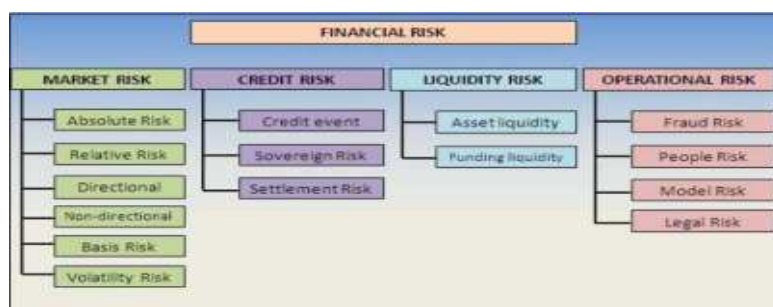 FINANCIAL RISK
MARKET RISK
Absolute Risk
Relative Risk
Directional
Non-directional
Basis Risk
Volatility Risk
CREDIT RISK
Credit event
Sovereign Risk
Settlement Risk
LIQUIDITY RISK
Asset liquidity
Funding liquidity
OPERATIONAL RISK
Fraud Risk
People Risk
Model Risk
Legal Risk